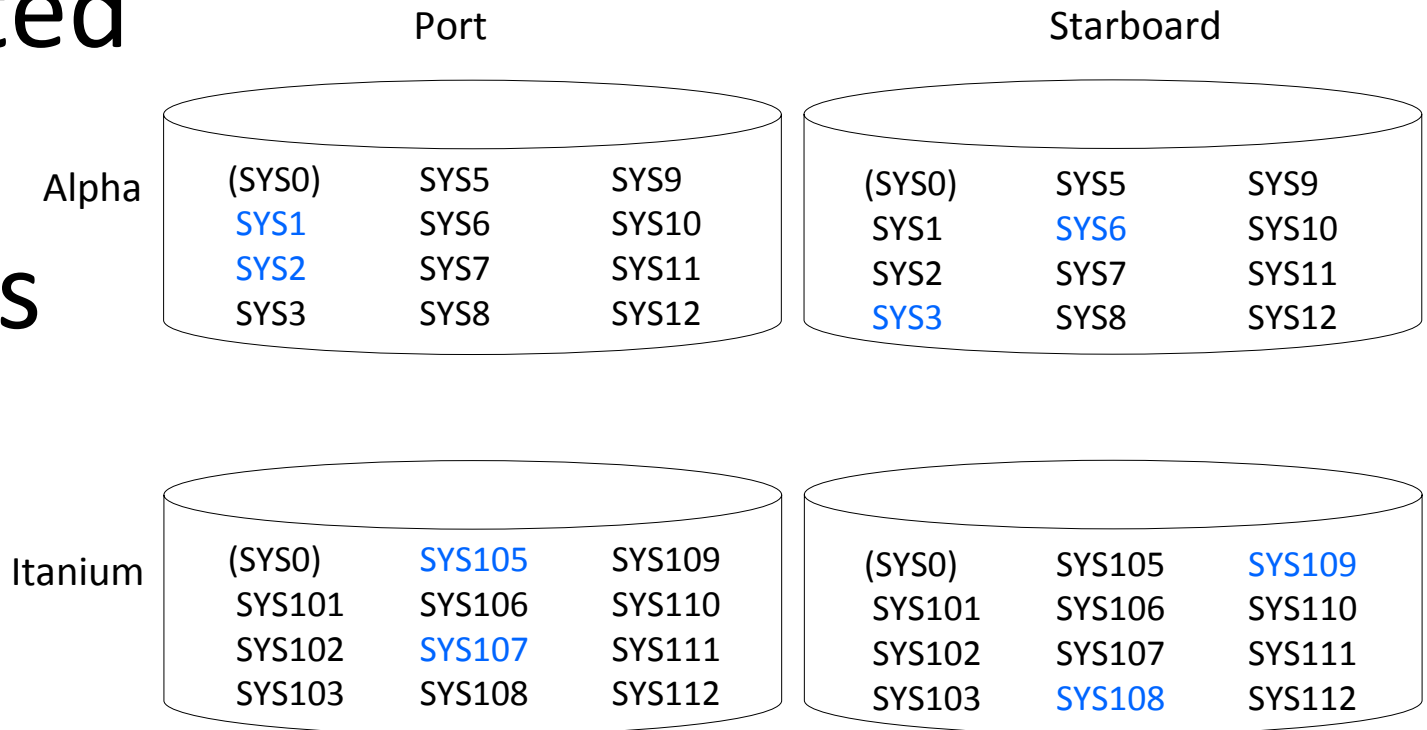 ted
s
Port Starboard
Alpha
(SYS0) SYS5 SYS9
SYS1 SYS6 SYS10
SYS2 SYS7 SYS11
SYS3 SYS8 SYS12
(SYS0) SYS5 SYS9
SYS1 SYS6 SYS10
SYS2 SYS7 SYS11
SYS3 SYS8 SYS12
Itanium
(SYS0) SYS105 SYS109
SYS101 SYS106 SYS110
SYS102 SYS107 SYS111
SYS103 SYS108 SYS112
(SYS0) SYS105 SYS109
SYS101 SYS106 SYS110
SYS102 SYS107 SYS111
SYS103 SYS108 SYS112